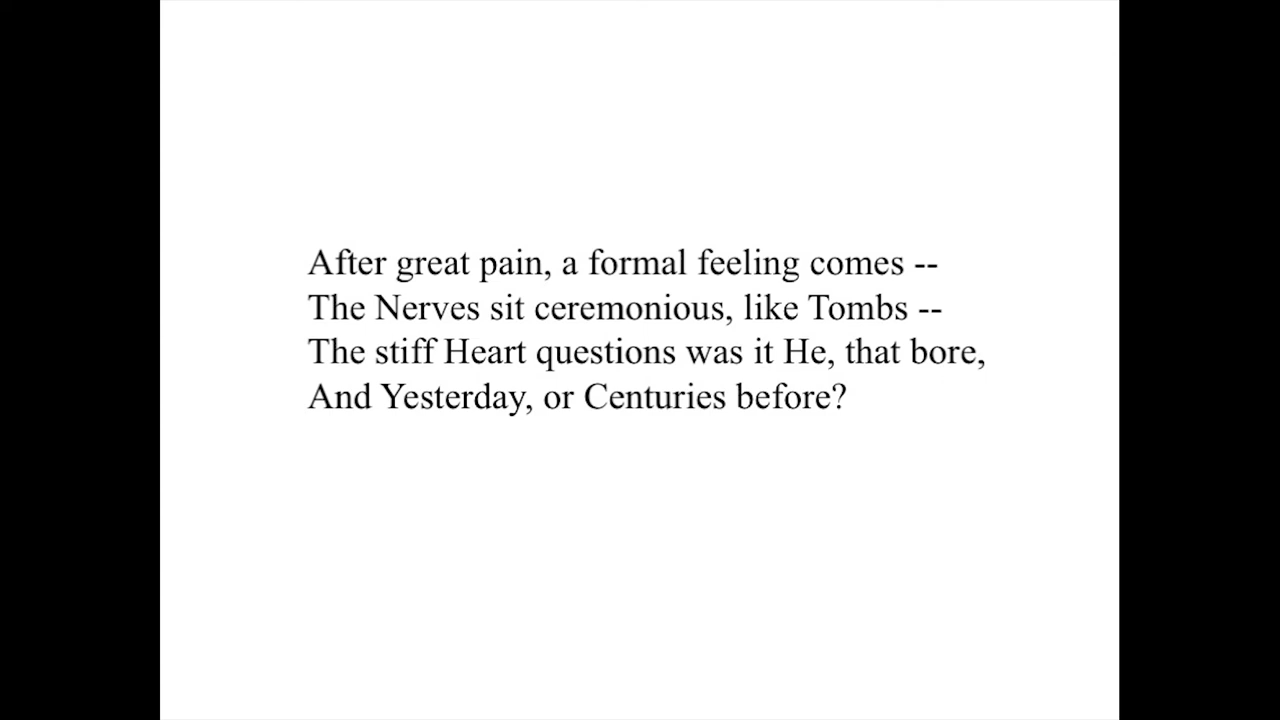 After great pain, a formal feeling comes --
The Nerves sit ceremonious, like Tombs --
The stiff Heart questions was it He, that bore,
And Yesterday, or Centuries before?